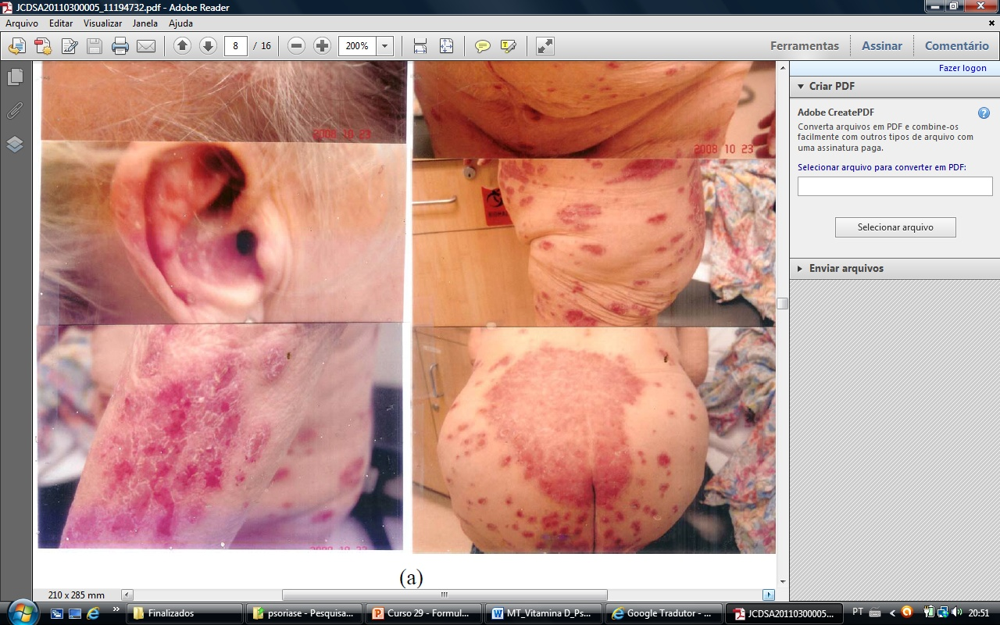 JCDSA20110300005_11194732.pdf - Adobe Reader
Arquivo Editar Visualizar Janela Ajuda
8 / 16 200% Ferramentas Assinar Comentário
Fazer logon
Criar PDF
Adobe CreatePDF
Converta arquivos em PDF e combine-os
facilmente com outros tipos de arquivo com
uma assinatura paga.
Selecionar arquivo para converter em PDF:
Selecionar arquivo
Enviar arquivos
2008 10 23
2008 10 23
(a)
210 x 285 mm
Finalizados psoriase - Pesquisa... Curso 29 - Formul... MT_Vitamina D_Ps... Google Tradutor - ... JCDSA20110300005... PT 20:51